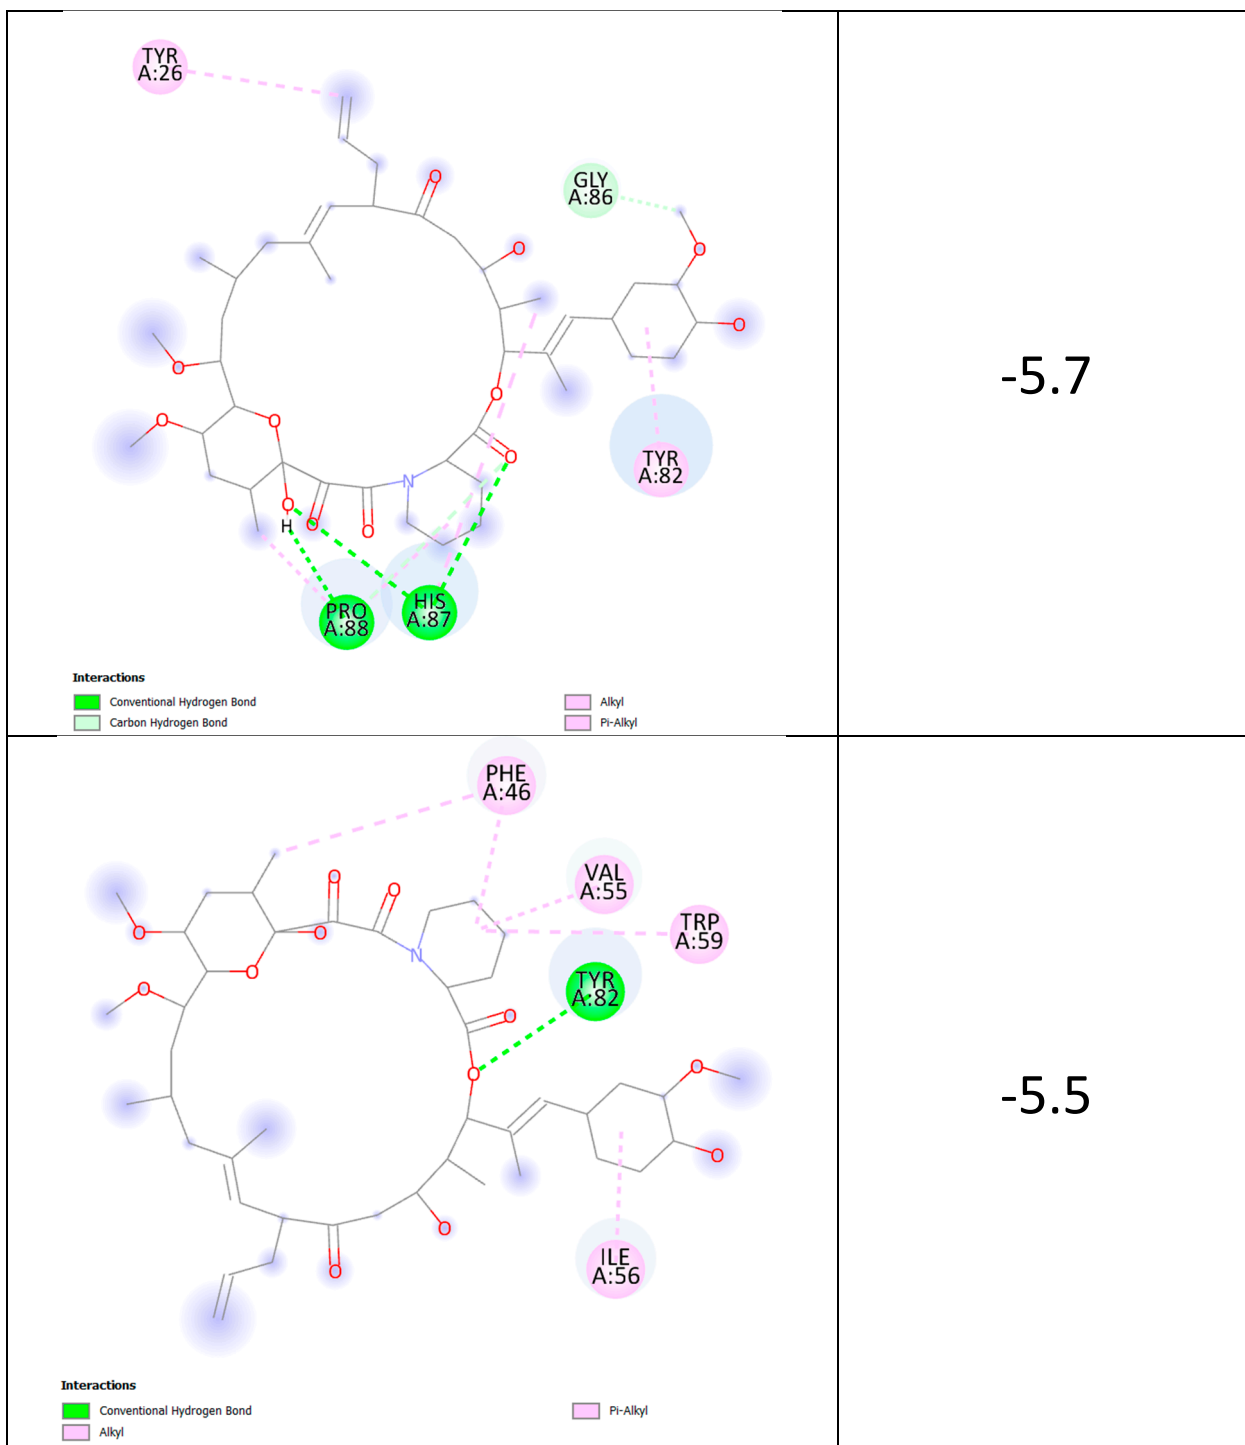 TYR
A:26
O
GLY
A:86
O
O
O
O
O
O
O
O
TYR
A:82
O
N
O
H
O
O
PRO
A:88
HIS
A:87
Interactions
Conventional Hydrogen Bond
Alkyl
Carbon Hydrogen Bond
Pi-Alkyl
-5.7
PHE
A:46
O
VAL
A:55
O
TRP
A:59
O
O
N
O
TYR
A:82
O
O
O
O
O
O
O
ILE
A:56
Interactions
Conventional Hydrogen Bond
Pi-Alkyl
Alkyl
-5.5